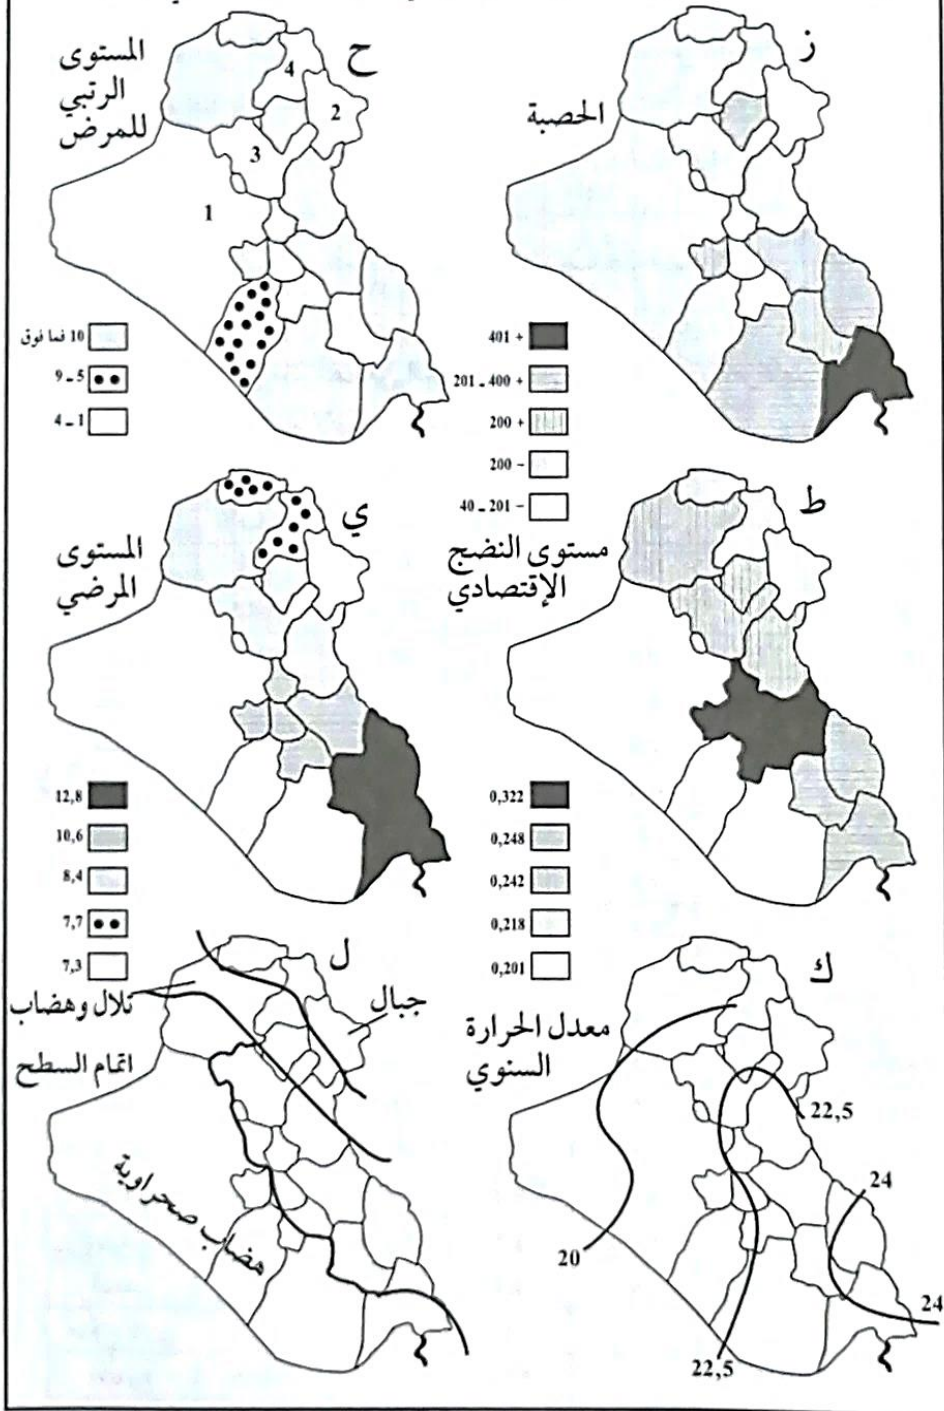 ز
الحصبة
401 +
201 ـ 400 +
200 +
200 −
40 ـ 201 −
ح
المستوى
الرتبي
للمرض
4
2
3
1
10 فما فوق
9 ـ 5
4 ـ 1
ط
مستوى النضج
الإقتصادي
0,322
0,248
0,242
0,218
0,201
ي
المستوى
المرضي
12,8
10,6
8,4
7,7
7,3
ك
معدل الحرارة
السنوي
22,5
24
20
24
22,5
ل
جبال
تلال وهضاب
اتمام السطح
هضاب صحراوية